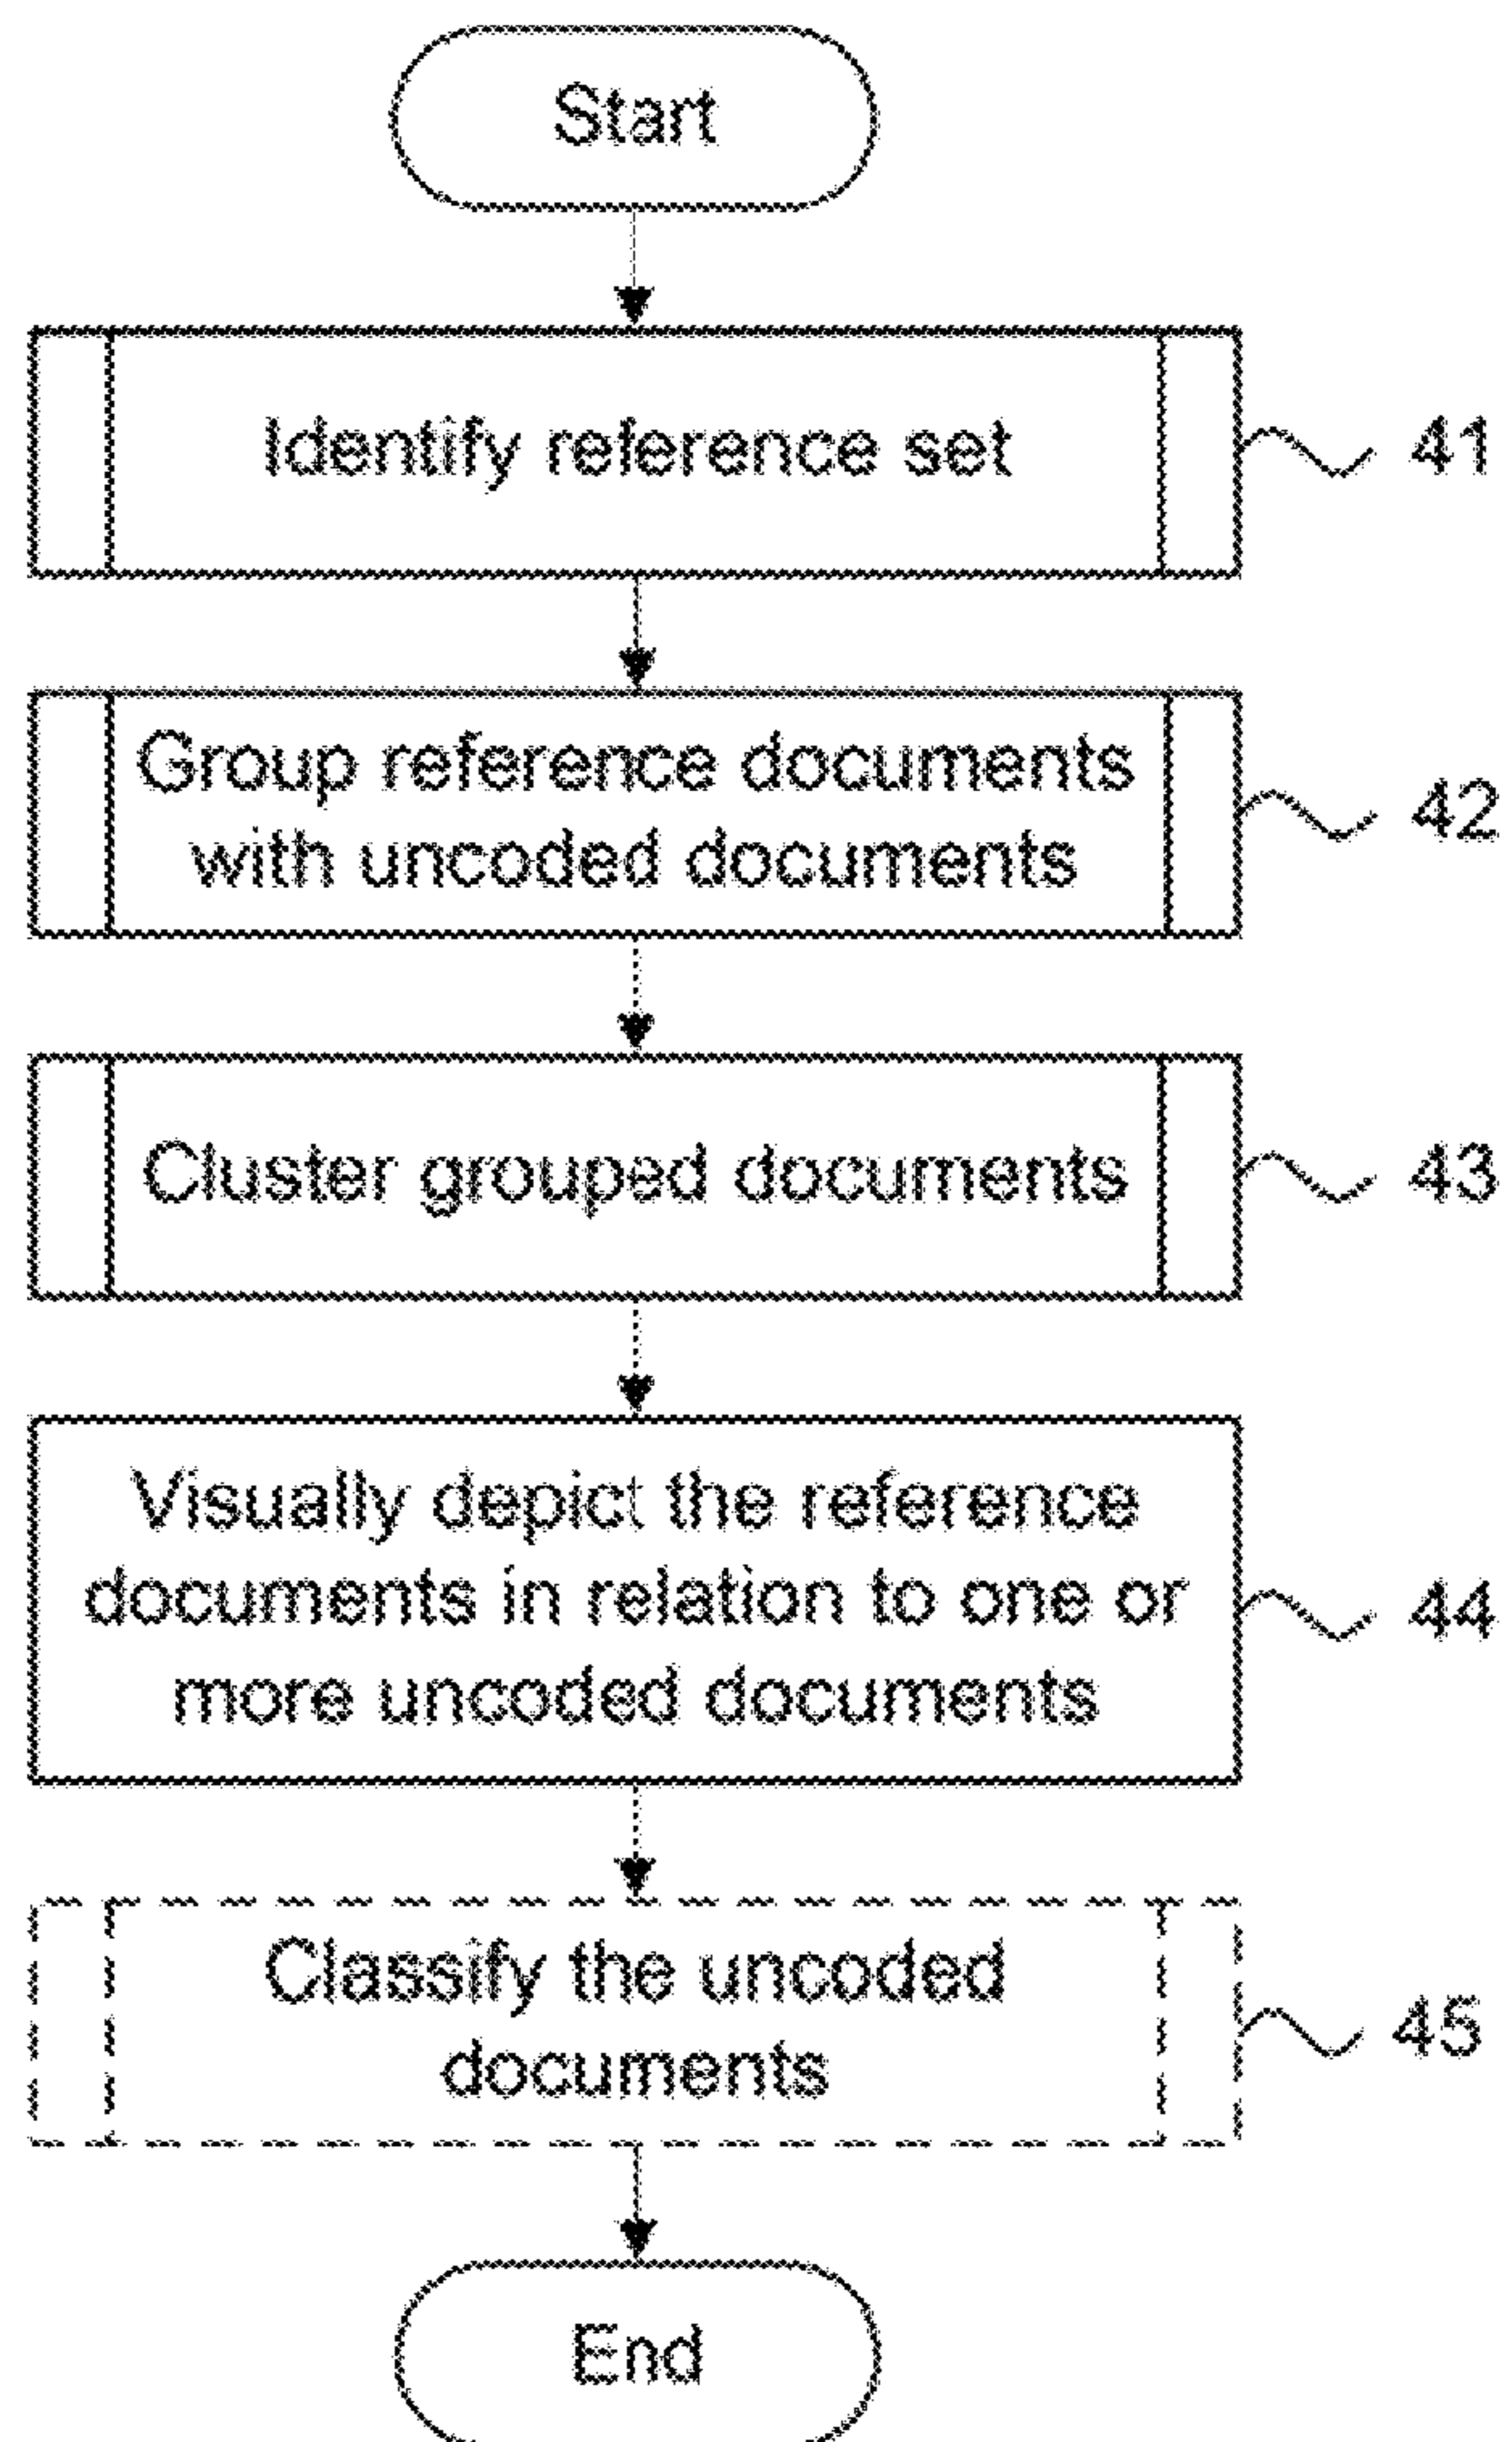 Start
Identify reference set
41
Group reference documents
with uncoded documents
42
Cluster grouped documents
43
Visually depict the reference
documents in relation to one or
more uncoded documents
44
Classify the uncoded
documents
45
End